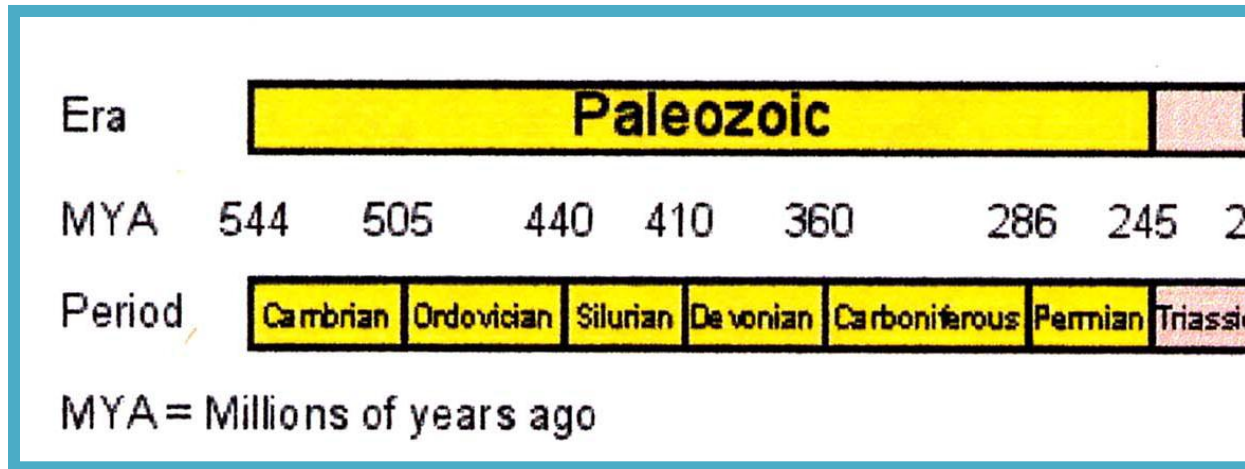 Era Paleozoic
MYA 544 505 440 410 360 286 245
Period Cambrian Ordovician Silurian Devonian Carboniferous Permian Triassic
MYA = Millions of years ago